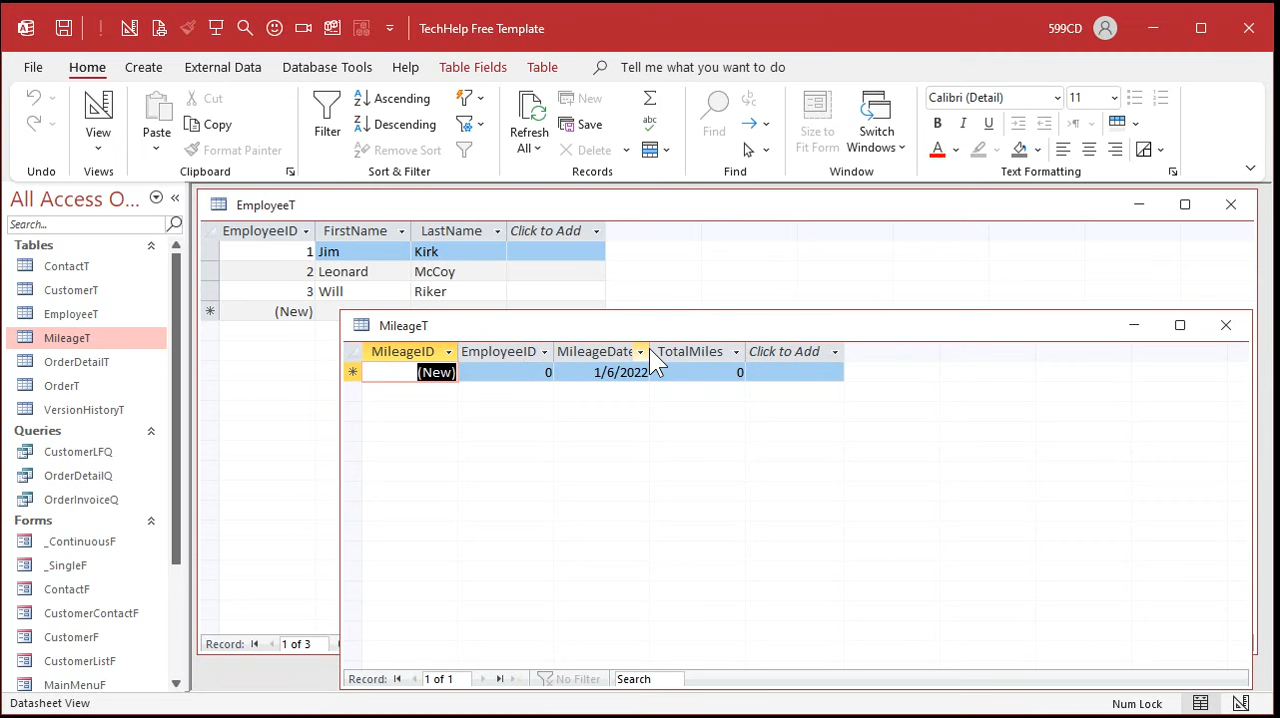 TechHelp Free Template
599CD
File Home Create External Data Database Tools Help Table Fields Table Tell me what you want to do
Undo
View
Views
Paste
Cut
Copy
Format Painter
Clipboard
Filter
Ascending
Descending
Remove Sort
Sort & Filter
Refresh
All
New
Save
Delete
Records
Find
Find
Size to
Fit Form
Switch
Windows
Window
Calibri (Detail) 11
B I U
A
Text Formatting
All Access O...
Search...
Tables
ContactT
CustomerT
EmployeeT
MileageT
OrderDetailT
OrderT
VersionHistoryT
Queries
CustomerLFQ
OrderDetailQ
OrderInvoiceQ
Forms
_ContinuousF
_SingleF
ContactF
CustomerContactF
CustomerF
CustomerListF
MainMenuF
EmployeeT
EmployeeID FirstName LastName Click to Add
1 Jim Kirk
2 Leonard McCoy
3 Will Riker
(New)
Record: 1 of 3
MileageT
MileageID EmployeeID MileageDate TotalMiles Click to Add
(New) 0 1/6/2022 0
Record: 1 of 1 No Filter Search
Datasheet View
Num Lock